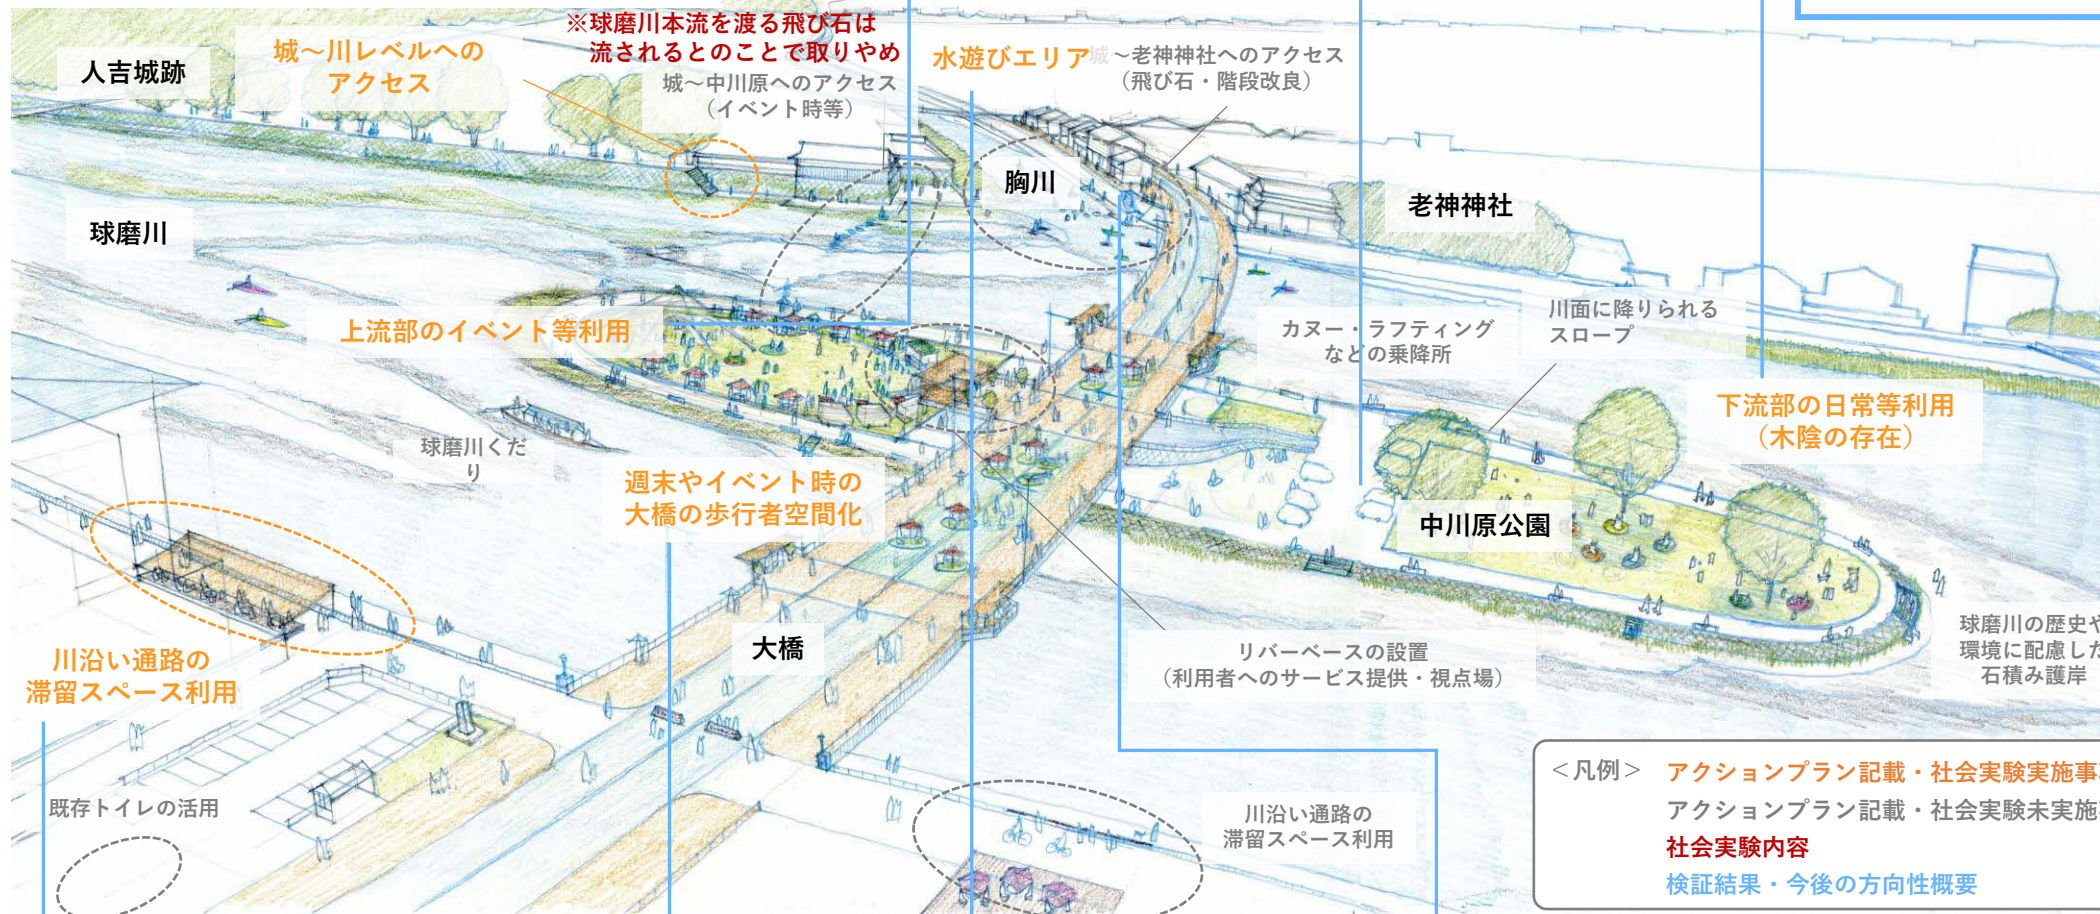 ※球磨川本流を渡る飛び石は
流されるとのことで取りやめ
人吉城跡
城～川レベルへの
アクセス
城～中川原へのアクセス
（イベント時等）
水遊びエリア
城～老神神社へのアクセス
（飛び石・階段改良）
胸川
老神神社
球磨川
上流部のイベント等利用
カヌー・ラフティング
などの乗降所
川面に降りられる
スロープ
下流部の日常等利用
（木陰の存在）
球磨川くだ
り
週末やイベント時の
大橋の歩行者空間化
中川原公園
大橋
リバーベースの設置
（利用者へのサービス提供・視点場）
球磨川の歴史や
環境に配慮した
石積み護岸
川沿い通路の
滞留スペース利用
既存トイレの活用
川沿い通路の
滞留スペース利用
＜凡例＞
アクションプラン記載・社会実験実施事
アクションプラン記載・社会実験未実施
社会実験内容
検証結果・今後の方向性概要